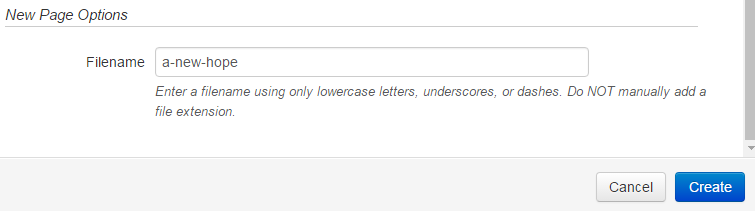 New Page Options
Filename
a-new-hope
Enter a filename using only lowercase letters, underscores, or dashes. Do NOT manually add a
file extension.
Cancel
Create